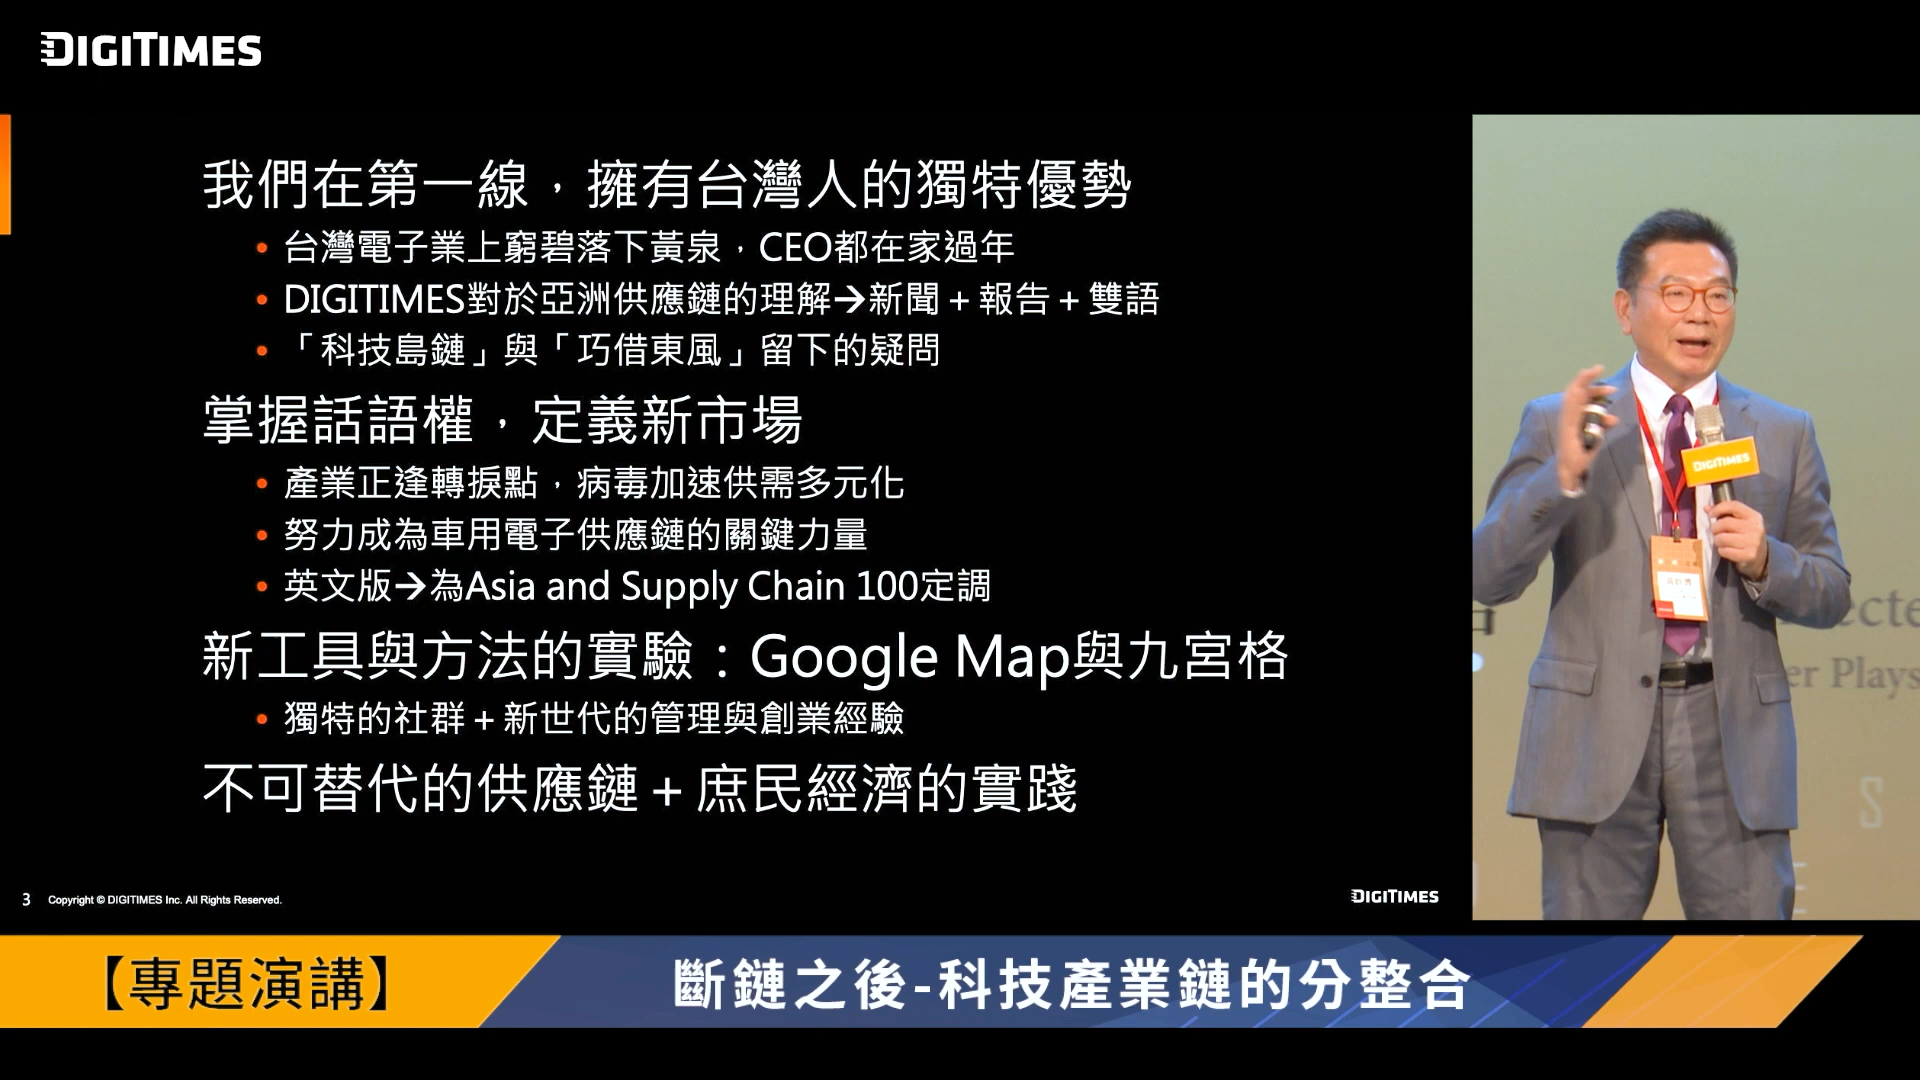 DIGITIMES
我們在第一線，擁有台灣人的獨特優勢
• 台灣電子業上窮碧落下黃泉，CEO都在家過年
• DIGITIMES對於亞洲供應鏈的理解→新聞＋報告＋雙語
• 「科技島鏈」與「巧借東風」留下的疑問
掌握話語權，定義新市場
• 產業正逢轉捩點，病毒加速供需多元化
• 努力成為車用電子供應鏈的關鍵力量
• 英文版→為Asia and Supply Chain 100定調
新工具與方法的實驗：Google Map與九宮格
• 獨特的社群＋新世代的管理與創業經驗
不可替代的供應鏈＋庶民經濟的實踐
3 Copyright © DIGITIMES Inc. All Rights Reserved.
DIGITIMES
DIGITIMES
er Plays
S
【專題演講】
斷鏈之後-科技產業鏈的分整合